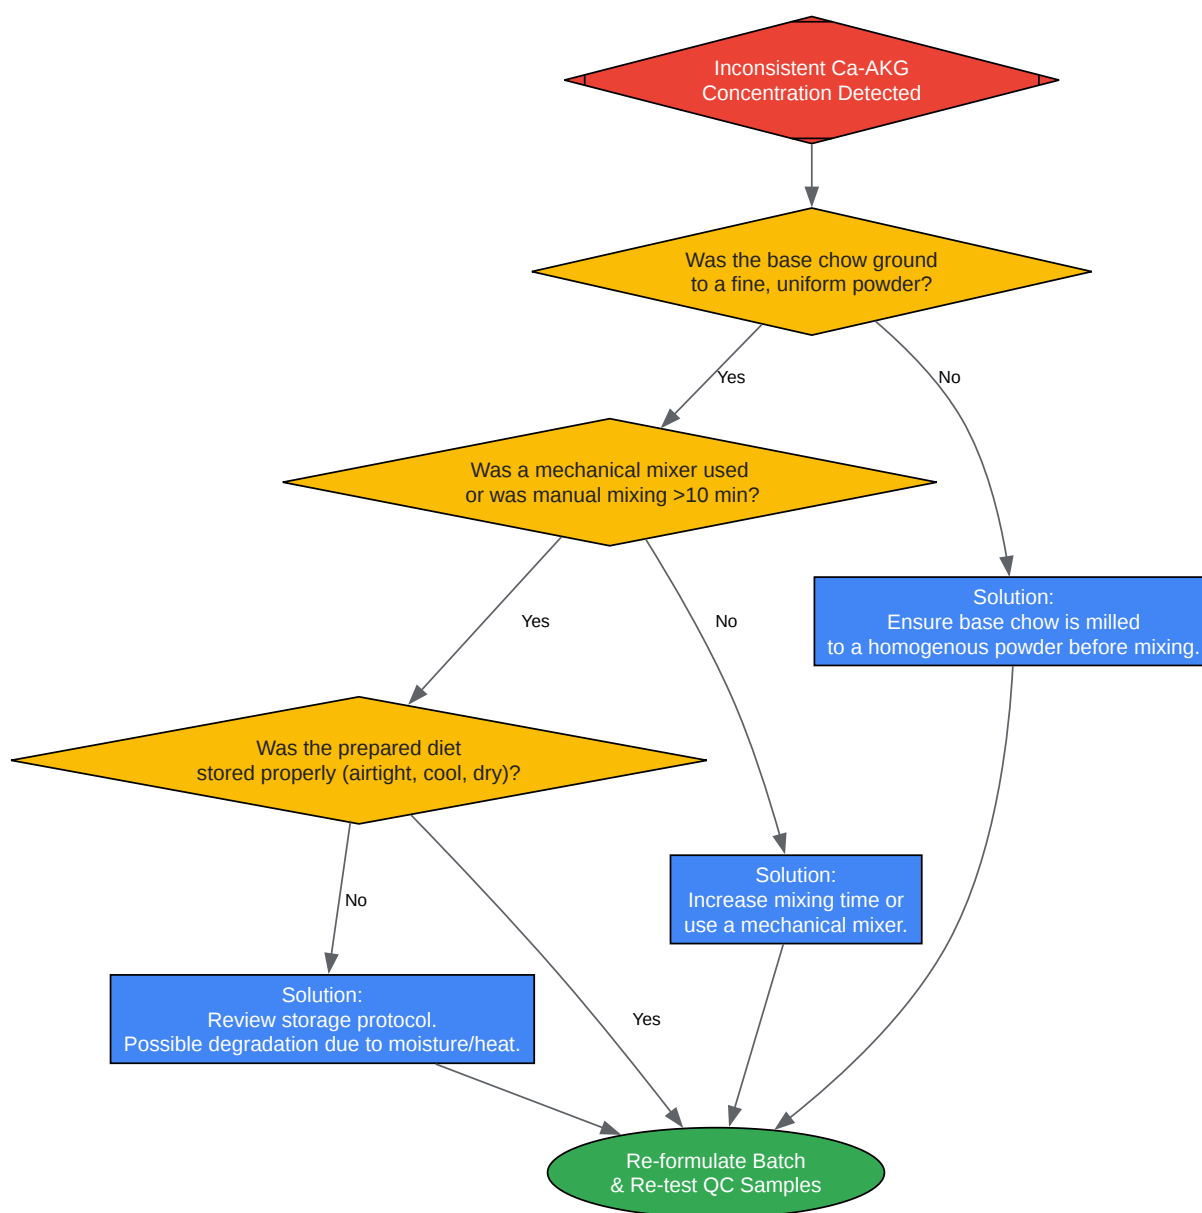 Inconsistent Ca-AKG
Concentration Detected
Was the base chow ground
to a fine, uniform powder?
Yes
No
Was a mechanical mixer used
or was manual mixing >10 min?
Yes
No
Solution:
Ensure base chow is milled
to a homogenous powder before mixing.
Was the prepared diet
stored properly (airtight, cool, dry)?
No
Yes
Solution:
Increase mixing time or
use a mechanical mixer.
Solution:
Review storage protocol.
Possible degradation due to moisture/heat.
Re-formulate Batch
& Re-test QC Samples